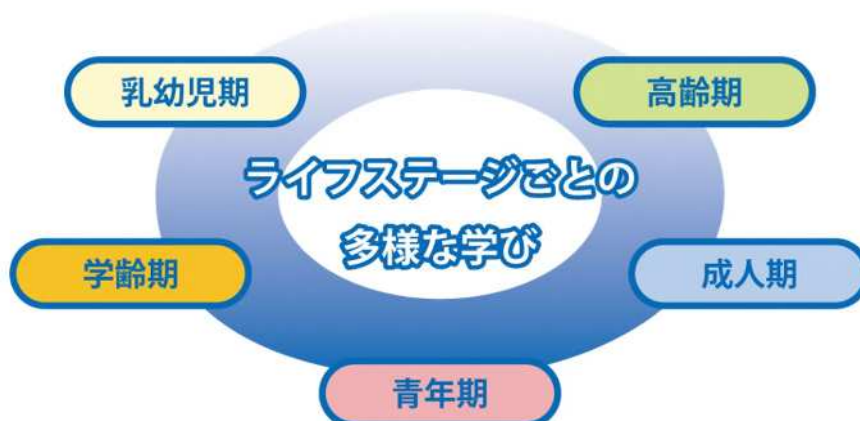 乳幼児期
高齢期
ライフステージごとの
多様な学び
学齢期
成人期
青年期